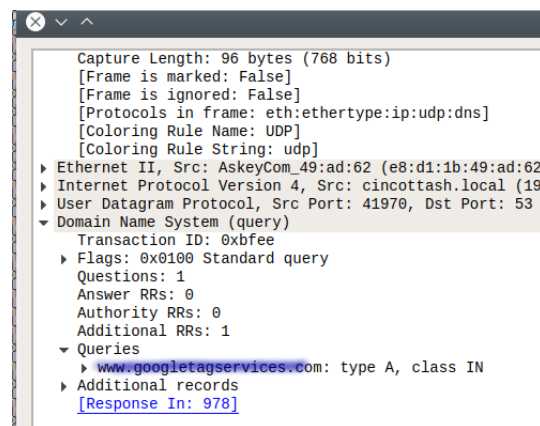 Capture Length: 96 bytes (768 bits)
[Frame is marked: False]
[Frame is ignored: False]
[Protocols in frame: eth:ethertype:ip:udp:dns]
[Coloring Rule Name: UDP]
[Coloring Rule String: udp]
Ethernet II, Src: AskeyCom_49:ad:62 (e8:d1:1b:49:ad:62
Internet Protocol Version 4, Src: cincottash.local (19
User Datagram Protocol, Src Port: 41970, Dst Port: 53
Domain Name System (query)
Transaction ID: 0xbfee
Flags: 0x0100 Standard query
Questions: 1
Answer RRs: 0
Authority RRs: 0
Additional RRs: 1
Queries
www.googletagservices.com: type A, class IN
Additional records
[Response In: 978]